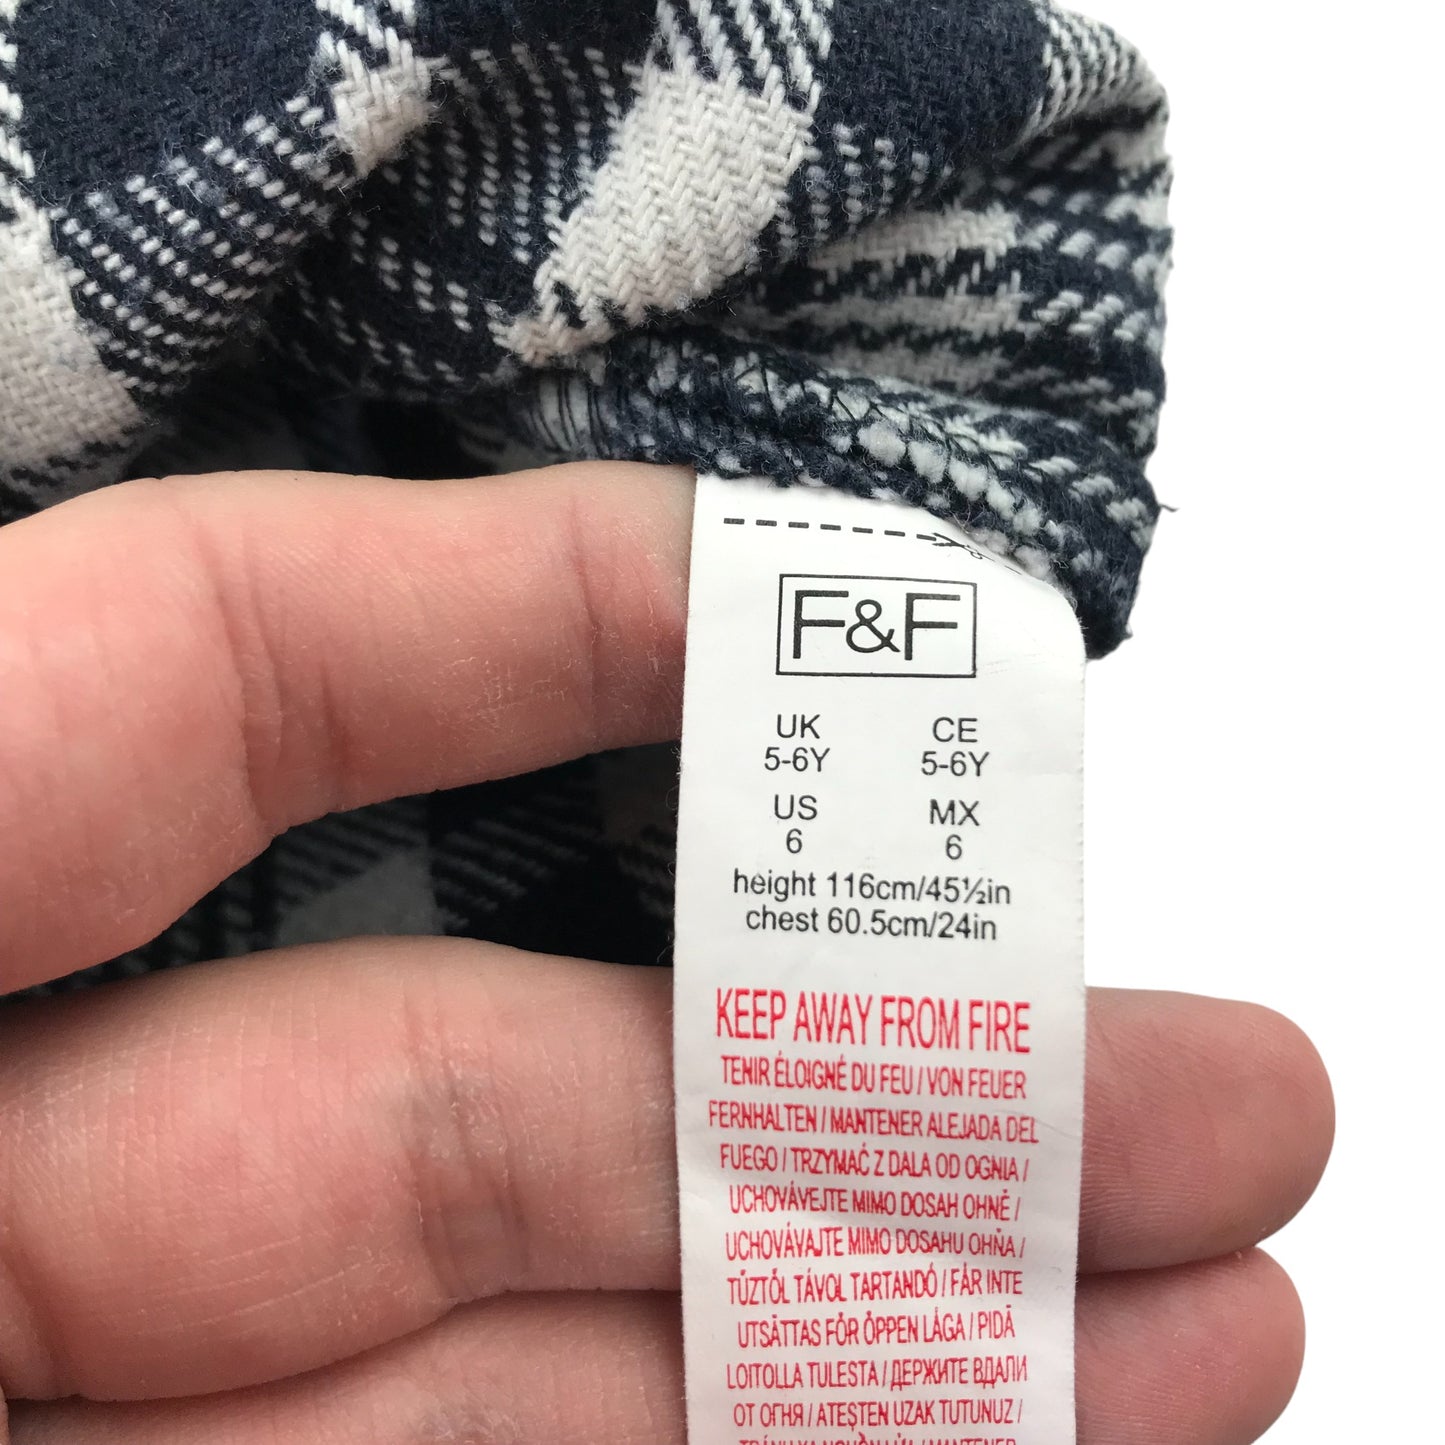 F&F
UK CE
5-6Y 5-6Y
US MX
6 6
height 116cm/45½in
chest 60.5cm/24in
KEEP AWAY FROM FIRE
TENIR ÉLOIGNÉ DU FEU / VON FEUER
FERNHALTEN / MANTENER ALEJADA DEL
FUEGO / TRZYMAĆ Z DALA OD OGNIA /
UCHOVÁVEJTE MIMO DOSAH OHNĚ /
UCHOVÁVAJTE MIMO DOSAHU OHŇA /
TŰZTŐL TÁVOL TARTANDÓ / FÅR INTE
UTSÄTTAS FÖR ÖPPEN LÅGA / PIDÄ
LOITOLLA TULESTA / ДЕРЖИТЕ ВДАЛИ
ОТ ОГНЯ / ATEŞTEN UZAK TUTUNUZ /